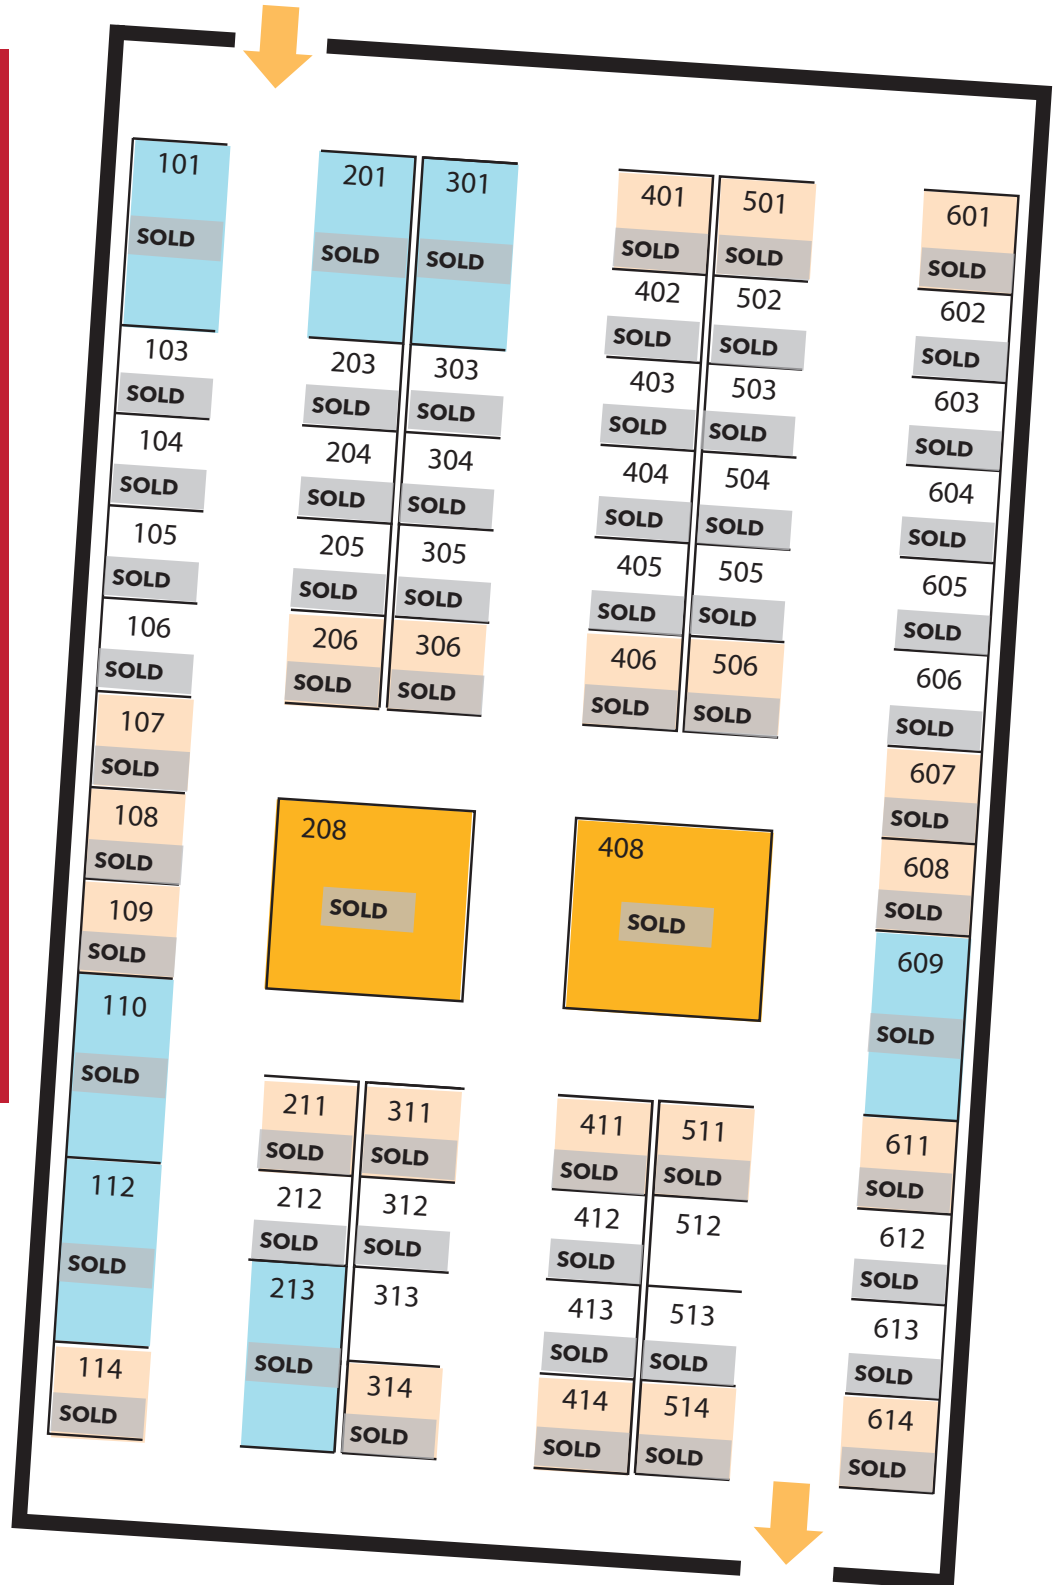 101
SOLD
103
SOLD
104
SOLD
105
SOLD
106
SOLD
107
SOLD
108
SOLD
109
SOLD
110
SOLD
112
SOLD
114
SOLD
201
SOLD
203
SOLD
204
SOLD
205
SOLD
206
SOLD
301
SOLD
303
SOLD
304
SOLD
305
SOLD
306
SOLD
208
SOLD
211
SOLD
212
SOLD
213
SOLD
311
SOLD
312
SOLD
313
314
SOLD
401
SOLD
402
SOLD
403
SOLD
404
SOLD
405
SOLD
406
SOLD
501
SOLD
502
SOLD
503
SOLD
504
SOLD
505
SOLD
506
SOLD
408
SOLD
411
SOLD
412
SOLD
413
SOLD
414
SOLD
511
SOLD
512
513
SOLD
514
SOLD
601
SOLD
602
SOLD
603
SOLD
604
SOLD
605
SOLD
606
SOLD
607
SOLD
608
SOLD
609
SOLD
611
SOLD
612
SOLD
613
SOLD
614
SOLD